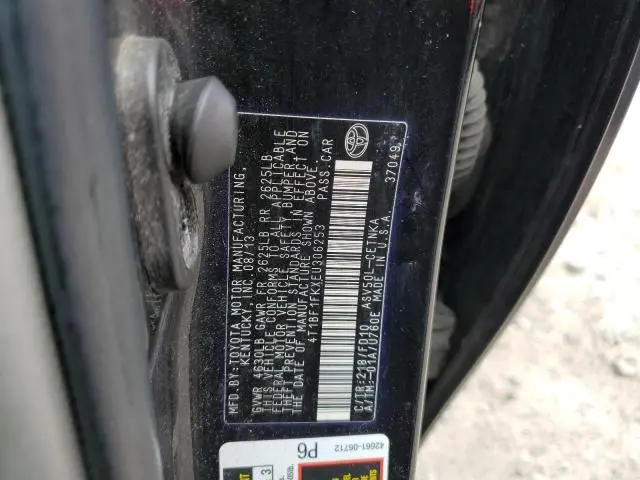 MFD. BY: TOYOTA MOTOR MANUFACTURING,
KENTUCKY, INC. 08/13
GVWR 4630LB GAWR FR 2625LB RR 2625LB
THIS VEHICLE CONFORMS TO ALL APPLICABLE
FEDERAL MOTOR VEHICLE SAFETY, BUMPER, AND
THEFT PREVENTION STANDARDS IN EFFECT ON
THE DATE OF MANUFACTURE SHOWN ABOVE.
4T1BF1FKXEU306253 PASS.CAR
C/TR: 218/FD10 ASV50L-CETNKA
A/TM: -01A/U760E MADE IN U.S.A. 37049
42661-06712
P6
3